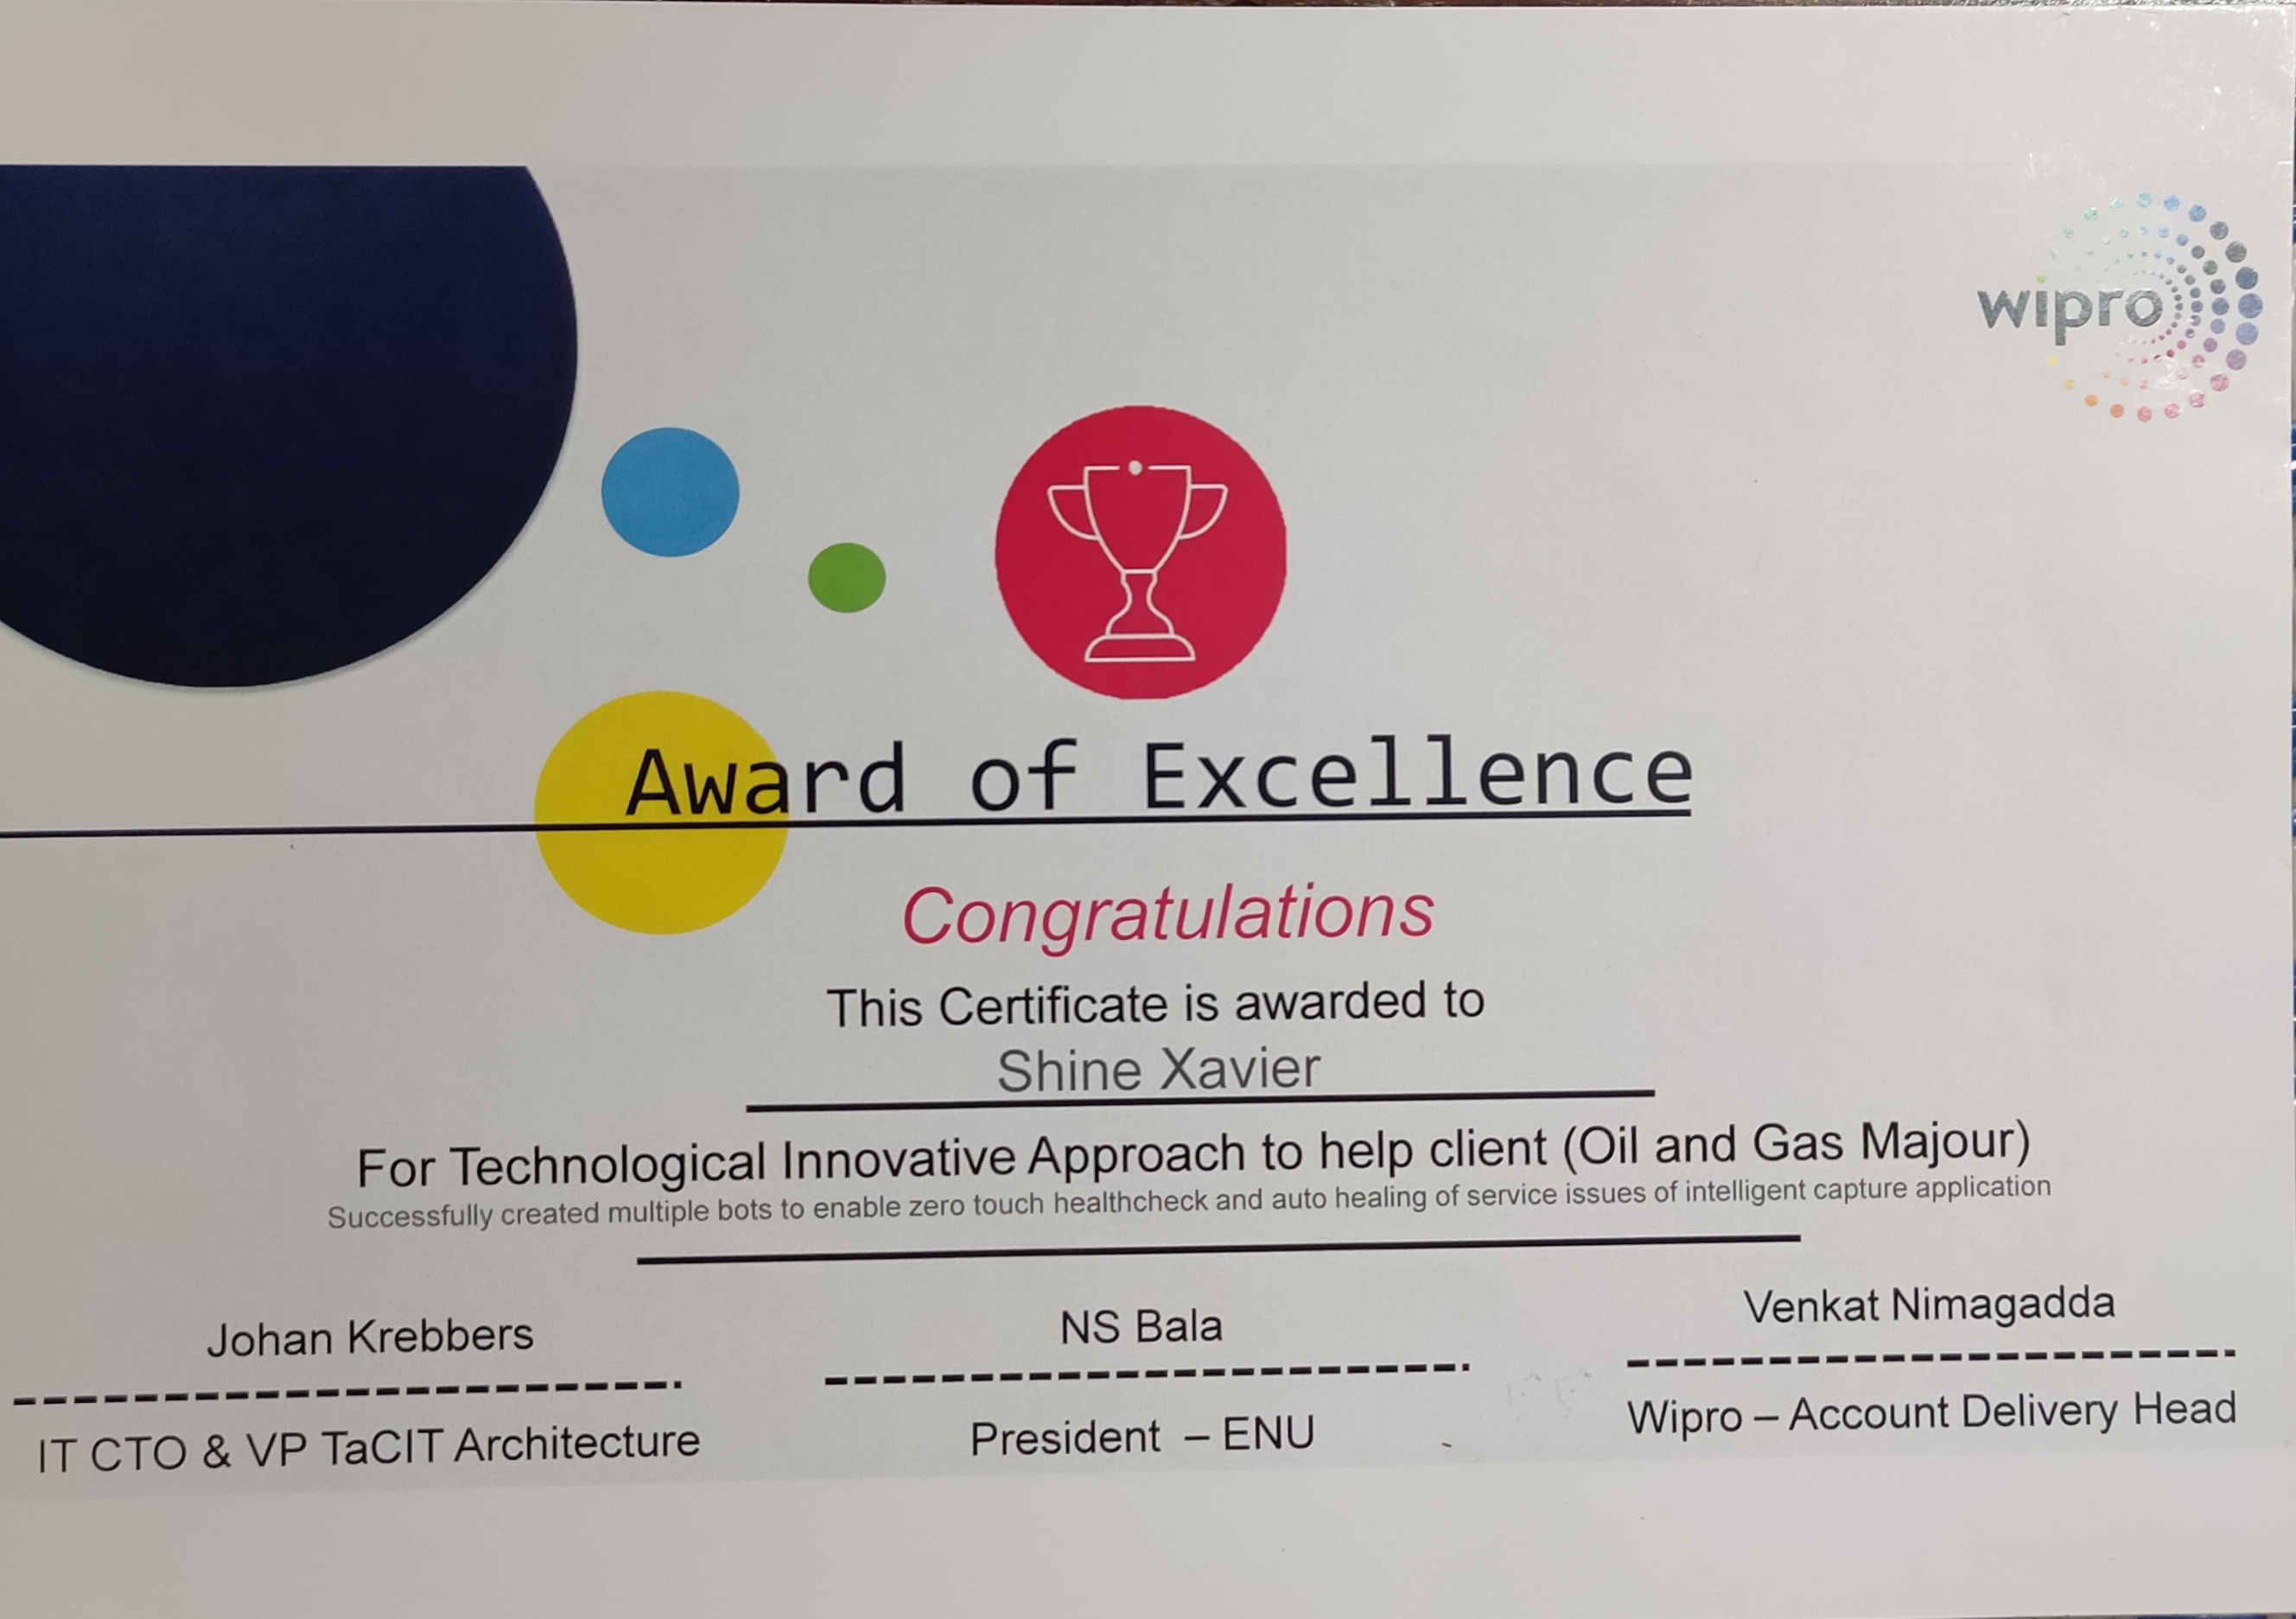 wipro
Award of Excellence
Congratulations
This Certificate is awarded to
Shine Xavier
For Technological Innovative Approach to help client (Oil and Gas Majour)
Successfully created multiple bots to enable zero touch healthcheck and auto healing of service issues of intelligent capture application
Johan Krebbers
NS Bala
Venkat Nimagadda
IT CTO & VP TaCIT Architecture
President – ENU
Wipro – Account Delivery Head